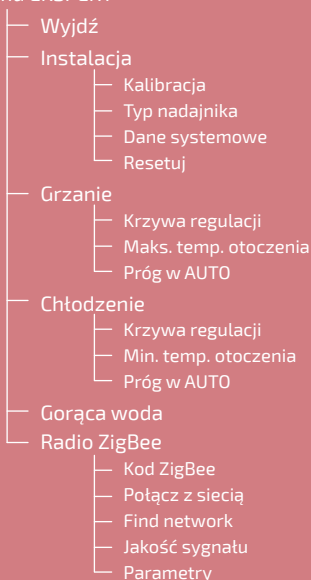 Wyjdź
Instalacja
Kalibracja
Typ nadajnika
Dane systemowe
Resetuj
Grzanie
Krzywa regulacji
Maks. temp. otoczenia
Próg w AUTO
Chłodzenie
Krzywa regulacji
Min. temp. otoczenia
Próg w AUTO
Gorąca woda
Radio ZigBee
Kod ZigBee
Połącz z siecią
Find network
Jakość sygnału
Parametry